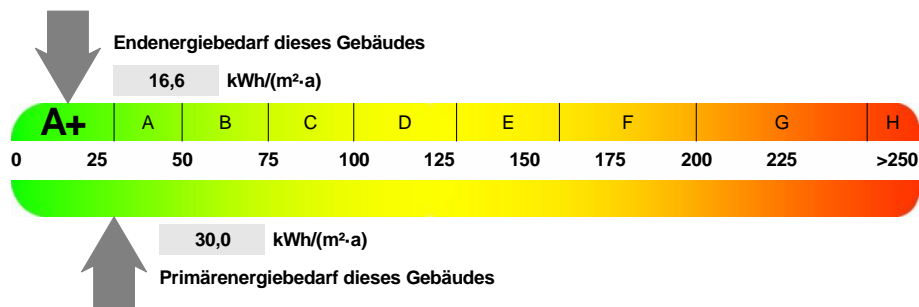 Endenergiebedarf dieses Gebäudes
16,6 kWh/(m²·a)
A+ A B C D E F G H
0 25 50 75 100 125 150 175 200 225 >250
30,0 kWh/(m²·a)
Primärenergiebedarf dieses Gebäudes